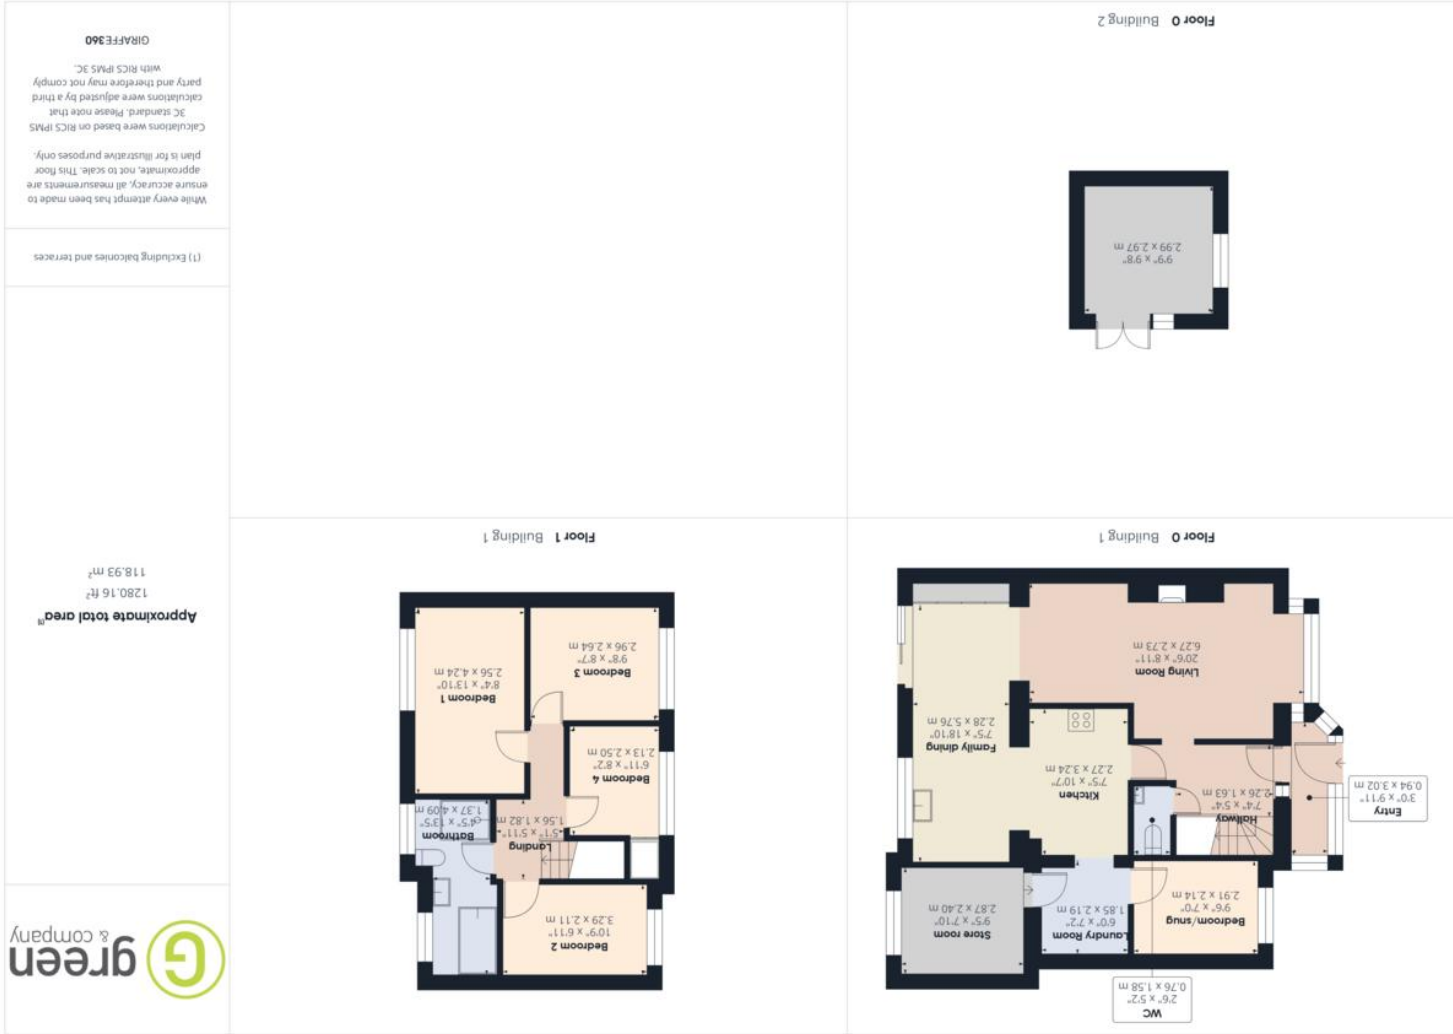 green
& company
Approximate total area⁽¹⁾
1280.16 ft²
118.93 m²
(1) Excluding balconies and terraces
While every attempt has been made to
ensure accuracy, all measurements are
approximate, not to scale. This floor
plan is for illustrative purposes only.
Calculations were based on RICS IPMS
3C standard. Please note that
calculations were adjusted by a third
party and therefore may not comply
with RICS IPMS 3C.
GIRAFFE360
WC
2'6" x 5'2"
0.76 x 1.58 m
Bedroom/snug
9'6" x 7'0"
2.91 x 2.14 m
Laundry Room
6'0" x 7'2"
1.85 x 2.19 m
Store room
9'5" x 7'10"
2.87 x 2.40 m
Entry
3'0" x 9'11"
0.94 x 3.02 m
Hallway
7'4" x 5'4"
2.26 x 1.63 m
Kitchen
7'5" x 10'7"
2.27 x 3.24 m
Family dining
7'5" x 18'10"
2.28 x 5.76 m
Living Room
20'6" x 8'11"
6.27 x 2.73 m
Floor 0 Building 1
Bedroom 2
10'9" x 6'11"
3.29 x 2.11 m
Landing
5'1" x 5'11"
1.56 x 1.82 m
Bathroom
4'5" x 13'5"
1.37 x 4.09 m
Bedroom 4
6'11" x 8'2"
2.13 x 2.50 m
Bedroom 3
9'8" x 8'7"
2.96 x 2.64 m
Bedroom 1
8'4" x 13'10"
2.56 x 4.24 m
Floor 1 Building 1
9'9" x 9'8"
2.99 x 2.97 m
Floor 0 Building 2